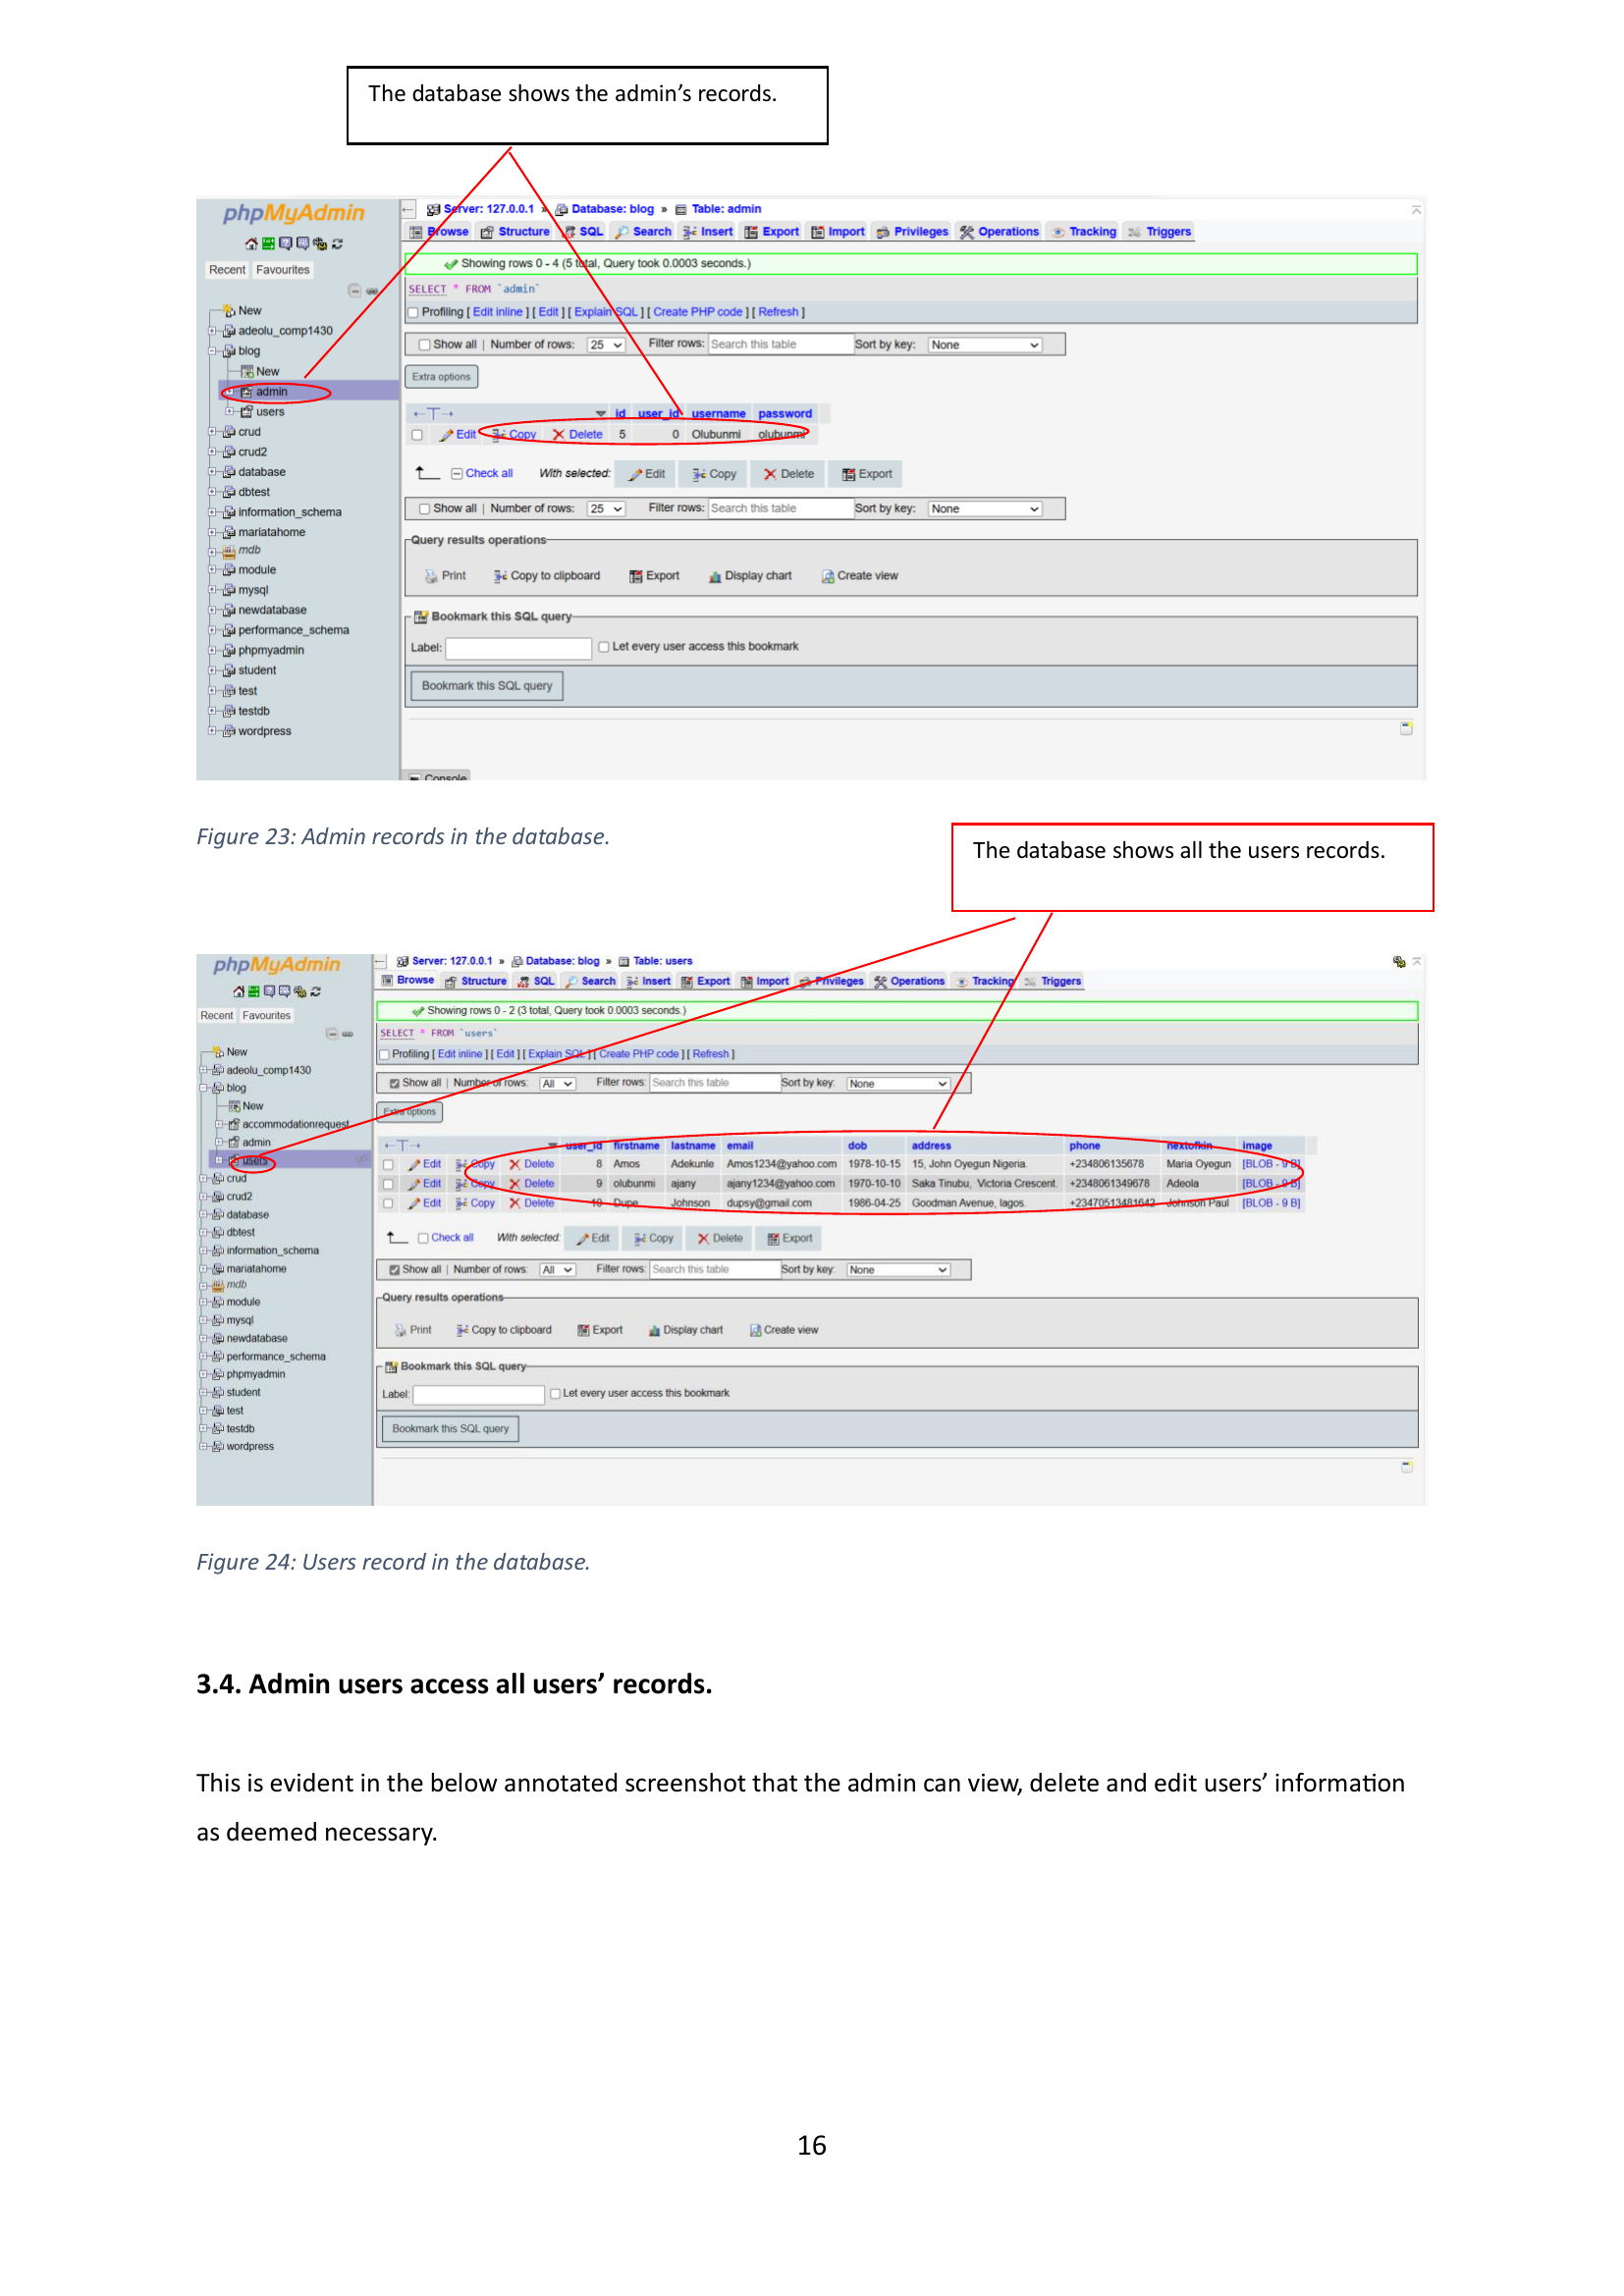 The database shows the admin’s records.
phpMyAdmin
Recent Favourites
New
adeolu_comp1430
blog
New
admin
users
crud
crud2
database
dbtest
information_schema
mariatahome
mdb
module
mysql
newdatabase
performance_schema
phpmyadmin
student
test
testdb
wordpress
Server: 127.0.0.1 » Database: blog » Table: admin
Browse Structure SQL Search Insert Export Import Privileges Operations Tracking Triggers
Showing rows 0 - 4 (5 total, Query took 0.0003 seconds.)
SELECT * FROM `admin`
Profiling [ Edit inline ] [ Edit ] [ Explain SQL ] [ Create PHP code ] [ Refresh ]
Show all | Number of rows: 25 Filter rows: Search this table Sort by key: None
Extra options
←T→ id user_id username password
Edit Copy Delete 5 0 Olubunmi olubunmi
Check all With selected: Edit Copy Delete Export
Show all | Number of rows: 25 Filter rows: Search this table Sort by key: None
Query results operations
Print Copy to clipboard Export Display chart Create view
Bookmark this SQL query
Label: Let every user access this bookmark
Bookmark this SQL query
Console
Figure 23: Admin records in the database.
The database shows all the users records.
phpMyAdmin
Recent Favourites
New
adeolu_comp1430
blog
New
accommodationrequest
admin
users
crud
crud2
database
dbtest
information_schema
mariatahome
mdb
module
mysql
newdatabase
performance_schema
phpmyadmin
student
test
testdb
wordpress
Server: 127.0.0.1 » Database: blog » Table: users
Browse Structure SQL Search Insert Export Import Privileges Operations Tracking Triggers
Showing rows 0 - 2 (3 total, Query took 0.0003 seconds.)
SELECT * FROM `users`
Profiling [ Edit inline ] [ Edit ] [ Explain SQL ] [ Create PHP code ] [ Refresh ]
Show all | Number of rows: All Filter rows: Search this table Sort by key: None
Extra options
←T→ user_id firstname lastname email dob address phone nextofkin image
Edit Copy Delete 8 Amos Adekunle Amos1234@yahoo.com 1978-10-15 15, John Oyegun Nigeria. +234806135678 Maria Oyegun [BLOB - 9 B]
Edit Copy Delete 9 olubunmi ajany ajany1234@yahoo.com 1970-10-10 Saka Tinubu, Victoria Crescent. +2348061349678 Adeola [BLOB - 9 B]
Edit Copy Delete 10 Dupe Johnson dupsy@gmail.com 1986-04-25 Goodman Avenue, lagos. +23470513481642 Johnson Paul [BLOB - 9 B]
Check all With selected: Edit Copy Delete Export
Show all | Number of rows: All Filter rows: Search this table Sort by key: None
Query results operations
Print Copy to clipboard Export Display chart Create view
Bookmark this SQL query
Label: Let every user access this bookmark
Bookmark this SQL query
Figure 24: Users record in the database.
3.4. Admin users access all users’ records.
This is evident in the below annotated screenshot that the admin can view, delete and edit users’ information
as deemed necessary.
16